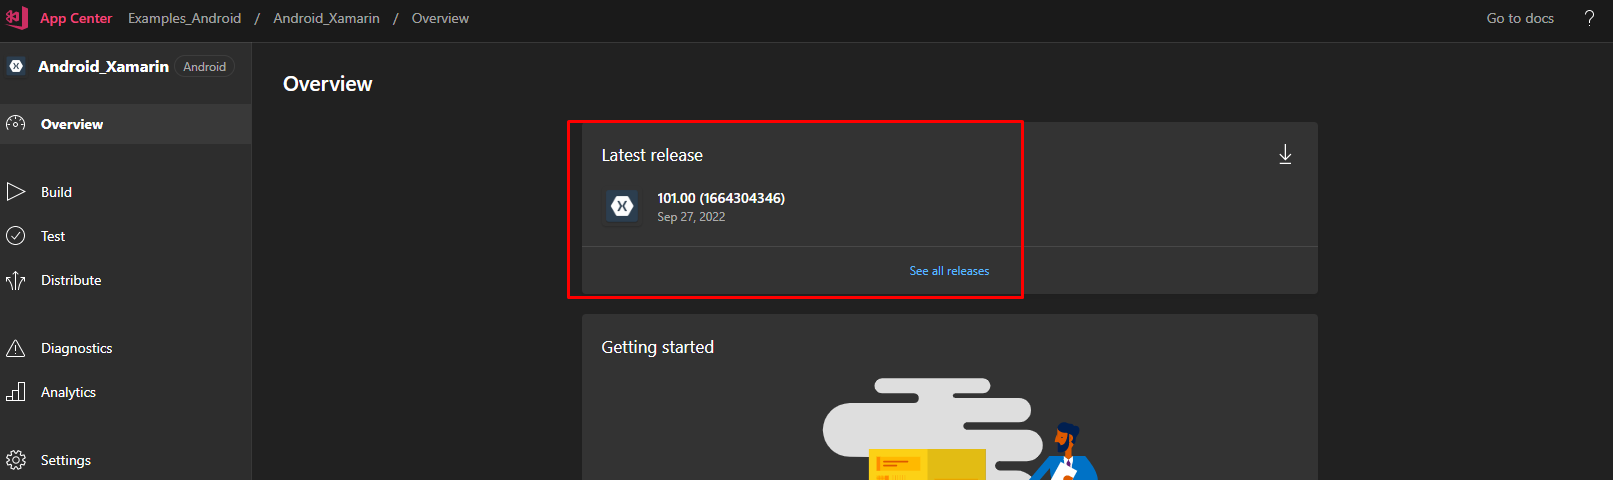 App Center Examples_Android / Android_Xamarin / Overview Go to docs ?
Android_Xamarin Android
Overview
Build
Test
Distribute
Diagnostics
Analytics
Settings
Overview
Latest release
101.00 (1664304346)
Sep 27, 2022
See all releases
Getting started